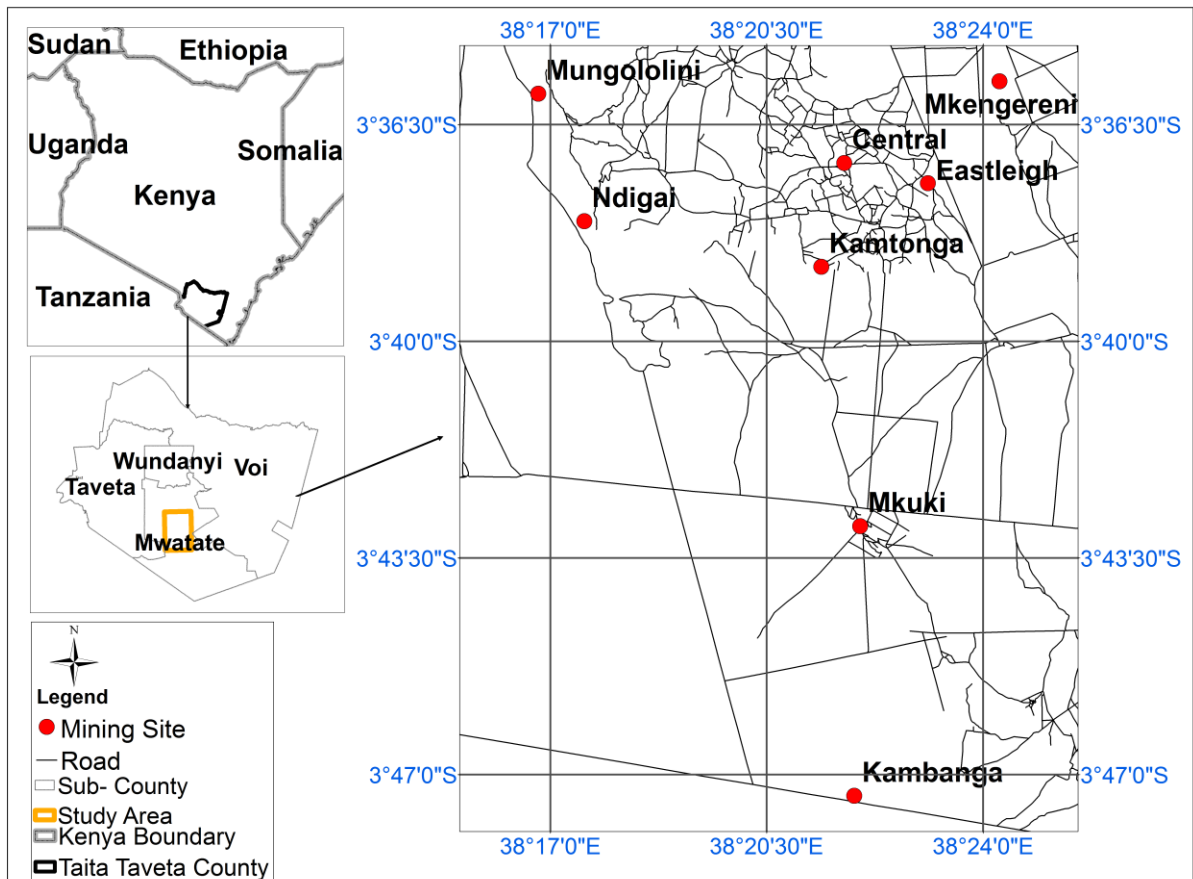 Sudan
Ethiopia
Uganda
Somalia
Kenya
Tanzania
Wundanyi
Voi
Taveta
Mwatate
N
Legend
Mining Site
Road
Sub- County
Study Area
Kenya Boundary
Taita Taveta County
38°17'0"E 38°20'30"E 38°24'0"E
Mungololini
Mkengereni
3°36'30"S 3°36'30"S
Central
Eastleigh
Ndigai
Kamtonga
3°40'0"S 3°40'0"S
Mkuki
3°43'30"S 3°43'30"S
Kambanga
3°47'0"S 3°47'0"S
38°17'0"E 38°20'30"E 38°24'0"E